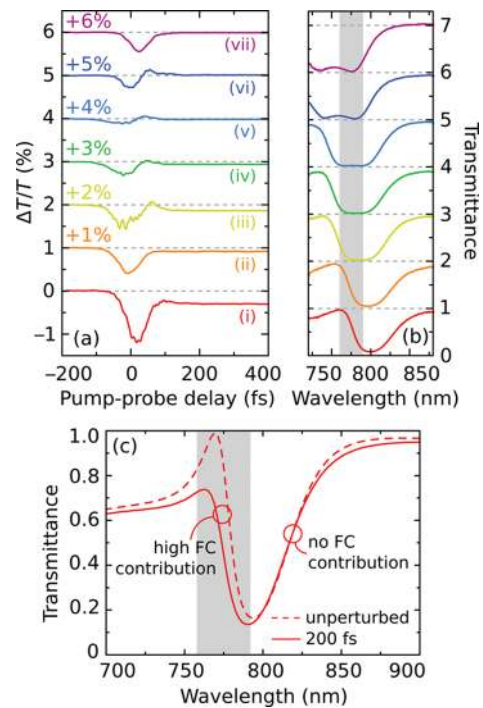 +6%
(vii)
+5%
(vi)
+4%
(v)
+3%
(iv)
+2%
(iii)
+1%
(ii)
(i)
6
5
4
3
2
1
0
−1
ΔT/T (%)
(a)
−200
0
200
400
Pump-probe delay (fs)
7
6
5
4
3
2
1
0
Transmittance
(b)
750
800
850
Wavelength (nm)
(c)
1.0
0.8
0.6
0.4
0.2
0
Transmittance
high FC
contribution
no FC
contribution
unperturbed
200 fs
700
750
800
850
900
Wavelength (nm)